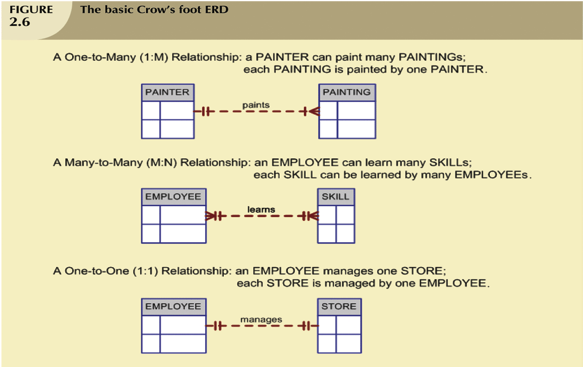 FIGURE
2.6
The basic Crow's foot ERD
A One-to-Many (1:M) Relationship: a PAINTER can paint many PAINTINGs;
each PAINTING is painted by one PAINTER.
PAINTER
paints
PAINTING
A Many-to-Many (M:N) Relationship: an EMPLOYEE can learn many SKILLs;
each SKILL can be learned by many EMPLOYEEs.
EMPLOYEE
learns
SKILL
A One-to-One (1:1) Relationship: an EMPLOYEE manages one STORE;
each STORE is managed by one EMPLOYEE.
EMPLOYEE
manages
STORE